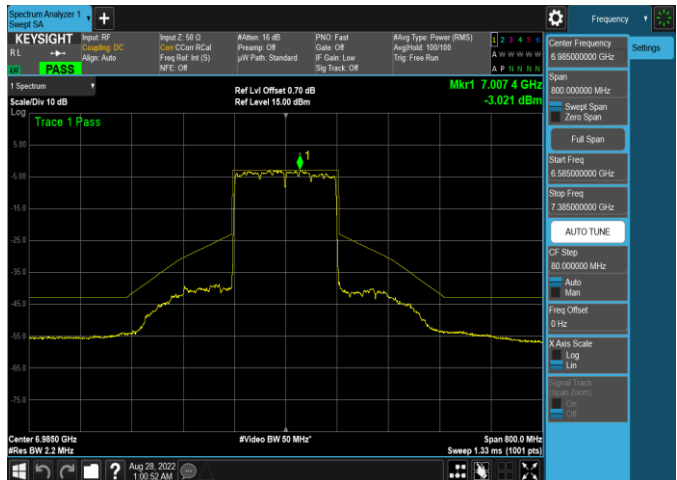 Spectrum Analyzer 1
Swept SA
Frequency
KEYSIGHT
Input: RF
Coupling: DC
Align: Auto
Input Z: 50 Ω
Corr CCorr RCal
Freq Ref: Int (S)
NFE: Off
#Atten: 16 dB
Preamp: Off
µW Path: Standard
PNO: Fast
Gate: Off
IF Gain: Low
Sig Track: Off
#Avg Type: Power (RMS)
Avg|Hold: 100/100
Trig: Free Run
1 2 3 4 5 6
A W W W W W
A P N N N N
R L
PASS
1 Spectrum
Scale/Div 10 dB
Log
Ref Lvl Offset 0.70 dB
Ref Level 15.00 dBm
Mkr1 7.007 4 GHz
-3.021 dBm
Trace 1 Pass
1
5.00
-5.00
-15.0
-25.0
-35.0
-45.0
-55.0
-65.0
-75.0
Center 6.9850 GHz
#Res BW 2.2 MHz
#Video BW 50 MHz*
Span 800.0 MHz
Sweep 1.33 ms (1001 pts)
Aug 28, 2022
1:00:52 AM
?
Center Frequency
6.985000000 GHz
Settings
Span
800.000000 MHz
Swept Span
Zero Span
Full Span
Start Freq
6.585000000 GHz
Stop Freq
7.385000000 GHz
AUTO TUNE
CF Step
80.000000 MHz
Auto
Man
Freq Offset
0 Hz
X Axis Scale
Log
Lin
Signal Track
(Span Zoom)
On
Off